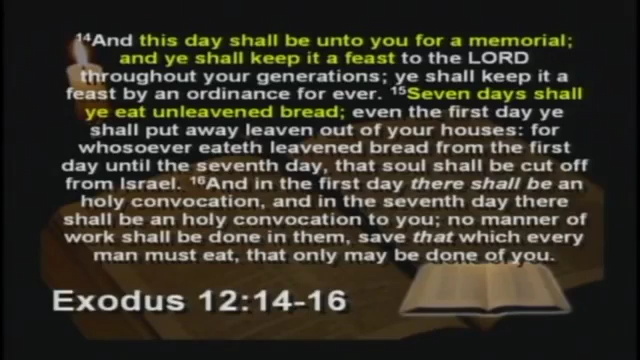 ¹⁴And this day shall be unto you for a memorial;
and ye shall keep it a feast to the LORD
throughout your generations; ye shall keep it a
feast by an ordinance for ever. ¹⁵Seven days shall
ye eat unleavened bread; even the first day ye
shall put away leaven out of your houses: for
whosoever eateth leavened bread from the first
day until the seventh day, that soul shall be cut off
from Israel. ¹⁶And in the first day there shall be an
holy convocation, and in the seventh day there
shall be an holy convocation to you; no manner of
work shall be done in them, save that which every
man must eat, that only may be done of you.
Exodus 12:14-16